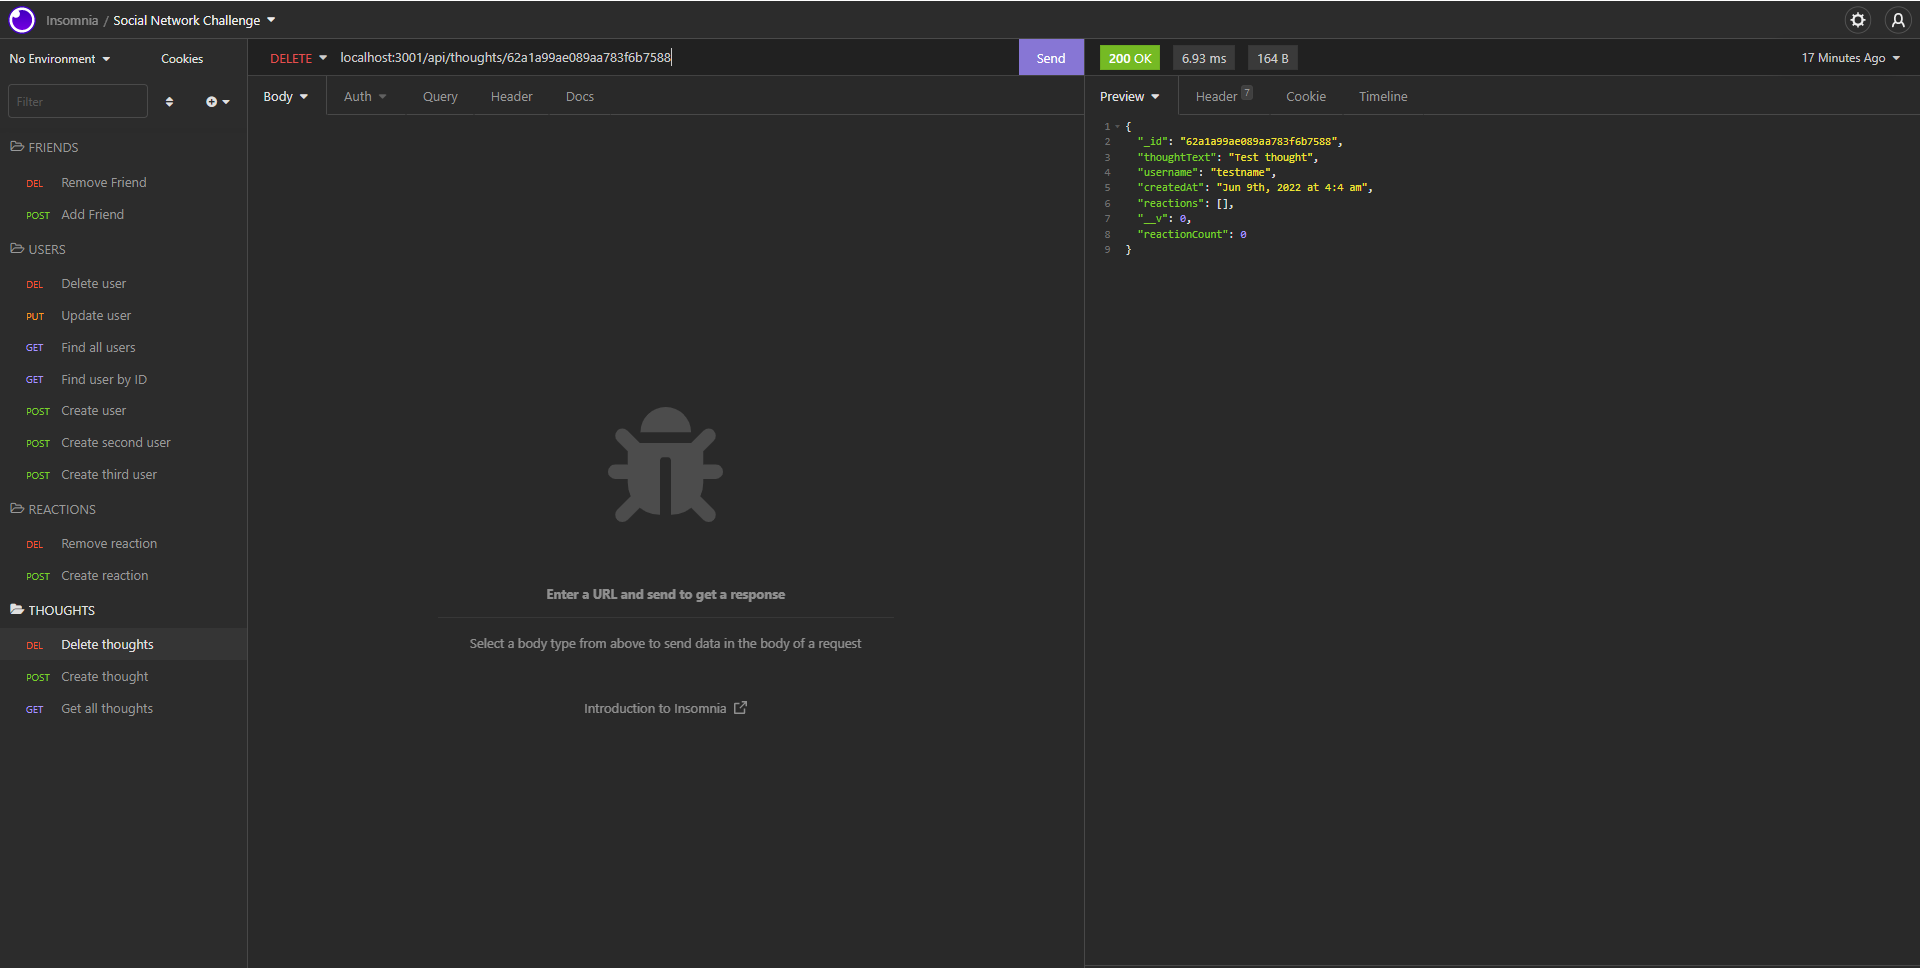 Insomnia / Social Network Challenge
No Environment
Cookies
Filter
FRIENDS
DEL Remove Friend
POST Add Friend
USERS
DEL Delete user
PUT Update user
GET Find all users
GET Find user by ID
POST Create user
POST Create second user
POST Create third user
REACTIONS
DEL Remove reaction
POST Create reaction
THOUGHTS
DEL Delete thoughts
POST Create thought
GET Get all thoughts
DELETE localhost:3001/api/thoughts/62a1a99ae089aa783f6b7588 Send
Body Auth Query Header Docs
Enter a URL and send to get a response
Select a body type from above to send data in the body of a request
Introduction to Insomnia
200 OK 6.93 ms 164 B 17 Minutes Ago
Preview Header 7 Cookie Timeline
1 {
2 "_id": "62a1a99ae089aa783f6b7588",
3 "thoughtText": "Test thought",
4 "username": "testname",
5 "createdAt": "Jun 9th, 2022 at 4:4 am",
6 "reactions": [],
7 "__v": 0,
8 "reactionCount": 0
9 }